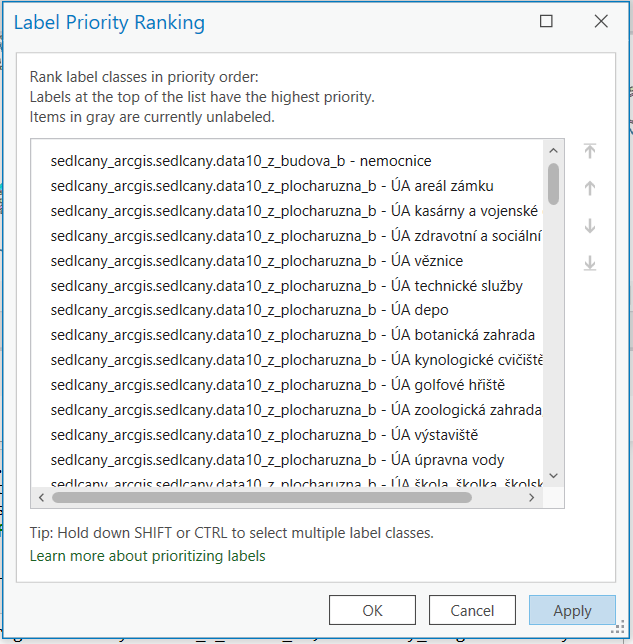 Label Priority Ranking
Rank label classes in priority order:
Labels at the top of the list have the highest priority.
Items in gray are currently unlabeled.
sedlcany_arcgis.sedlcany.data10_z_budova_b - nemocnice
sedlcany_arcgis.sedlcany.data10_z_plocharuzna_b - ÚA areál zámku
sedlcany_arcgis.sedlcany.data10_z_plocharuzna_b - ÚA kasárny a vojenské
sedlcany_arcgis.sedlcany.data10_z_plocharuzna_b - ÚA zdravotní a sociální
sedlcany_arcgis.sedlcany.data10_z_plocharuzna_b - ÚA věznice
sedlcany_arcgis.sedlcany.data10_z_plocharuzna_b - ÚA technické služby
sedlcany_arcgis.sedlcany.data10_z_plocharuzna_b - ÚA depo
sedlcany_arcgis.sedlcany.data10_z_plocharuzna_b - ÚA botanická zahrada
sedlcany_arcgis.sedlcany.data10_z_plocharuzna_b - ÚA kynologické cvičiště
sedlcany_arcgis.sedlcany.data10_z_plocharuzna_b - ÚA golfové hřiště
sedlcany_arcgis.sedlcany.data10_z_plocharuzna_b - ÚA zoologická zahrada
sedlcany_arcgis.sedlcany.data10_z_plocharuzna_b - ÚA výstaviště
sedlcany_arcgis.sedlcany.data10_z_plocharuzna_b - ÚA úpravna vody
sedlcany_arcgis.sedlcany.data10_z_plocharuzna_b - ÚA škola, školka, školsk
Tip: Hold down SHIFT or CTRL to select multiple label classes.
Learn more about prioritizing labels
OK
Cancel
Apply